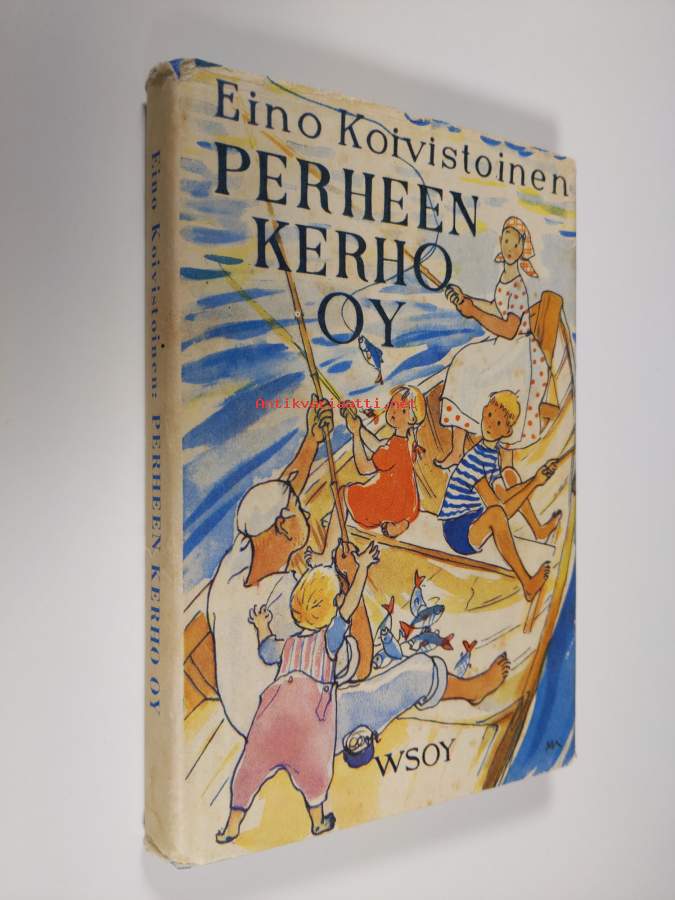 Eino Koivistoinen
PERHEEN
KERHO
OY
Antikvariaatti.net
WSOY
Eino Koivistoinen: PERHEEN KERHO OY